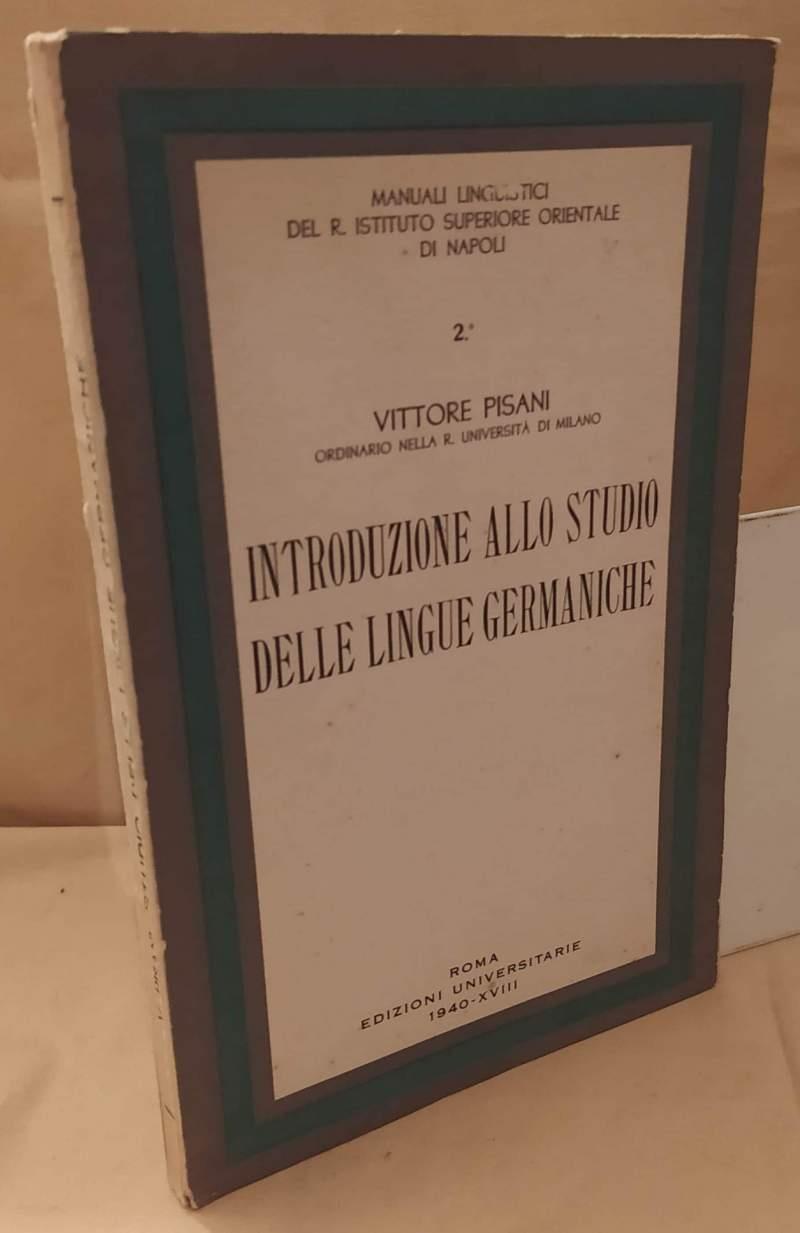 MANUALI LINGUISTICI
DEL R. ISTITUTO SUPERIORE ORIENTALE
DI NAPOLI
2.°
VITTORE PISANI
ORDINARIO NELLA R. UNIVERSITÀ DI MILANO
INTRODUZIONE ALLO STUDIO
DELLE LINGUE GERMANICHE
ROMA
EDIZIONI UNIVERSITARIE
1940-XVIII
GERMANICHE